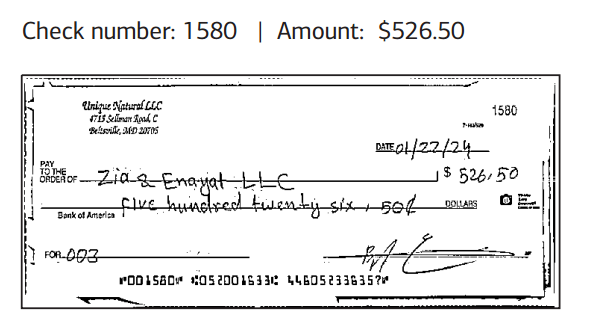 Check number: 1580 | Amount: $526.50
Unique Natural LLC
4713 Sellman Road, C
Beltsville, MD 20705
1580
DATE 01/22/24
PAY TO THE ORDER OF Zia & Enayat LLC $ 526.50
five hundred twenty six, 50¢ DOLLARS
Bank of America
FOR 003
⑈001580⑈ ⑆052001633⑆ 446052336357⑈